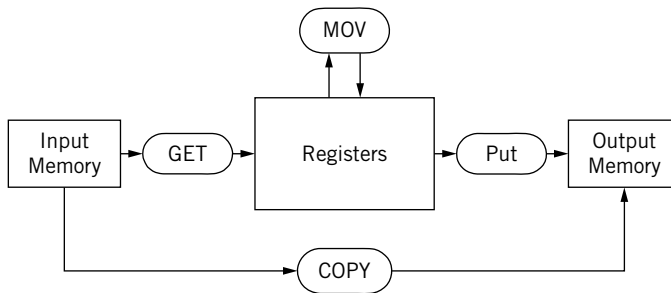 MOV
Input
Memory
GET
Registers
Put
Output
Memory
COPY